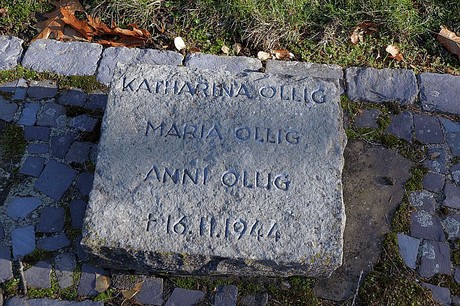 KATHARINA OLLIG
MARIA OLLIG
ANNI OLLIG
† 16.11.1944